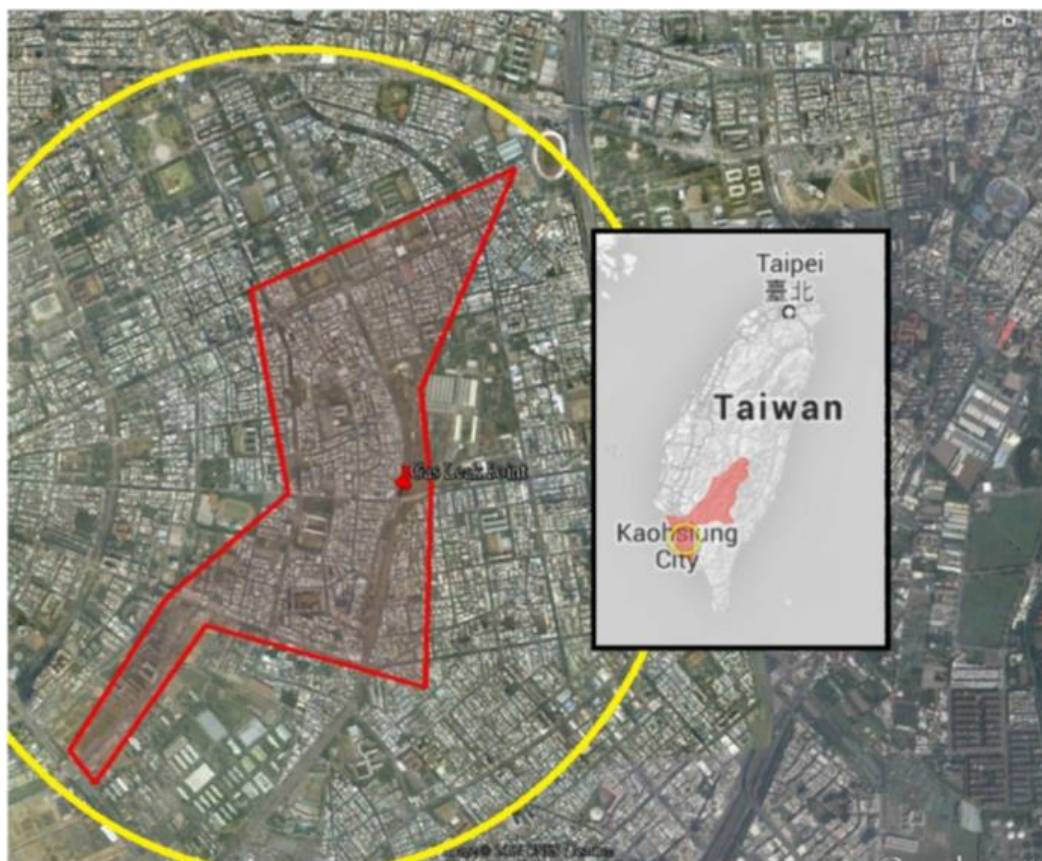 Gas Leak Point
Taipei
臺北
Taiwan
Kaohsiung
City